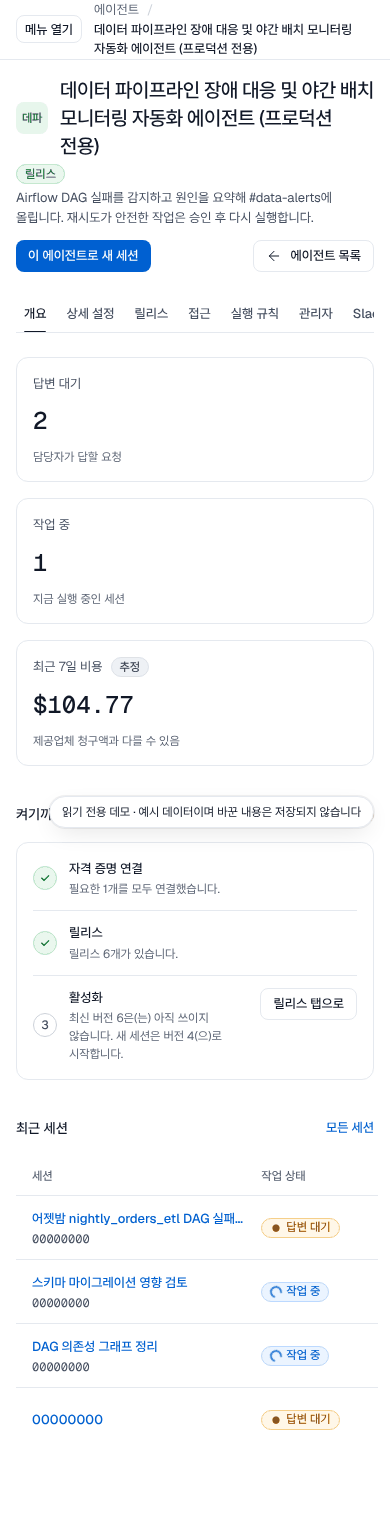 에이전트 /
메뉴 열기
데이터 파이프라인 장애 대응 및 야간 배치 모니터링
자동화 에이전트 (프로덕션 전용)
데파
데이터 파이프라인 장애 대응 및 야간 배치
모니터링 자동화 에이전트 (프로덕션
전용)
릴리스
Airflow DAG 실패를 감지하고 원인을 요약해 #data-alerts에
올립니다. 재시도가 안전한 작업은 승인 후 다시 실행합니다.
이 에이전트로 새 세션
← 에이전트 목록
개요 상세 설정 릴리스 접근 실행 규칙 관리자 Slac
답변 대기
2
담당자가 답할 요청
작업 중
1
지금 실행 중인 세션
최근 7일 비용 추정
$104.77
제공업체 청구액과 다를 수 있음
켜기까
읽기 전용 데모 · 예시 데이터이며 바꾼 내용은 저장되지 않습니다
자격 증명 연결
필요한 1개를 모두 연결했습니다.
릴리스
릴리스 6개가 있습니다.
3
활성화
최신 버전 6은(는) 아직 쓰이지
않습니다. 새 세션은 버전 4(으)로
시작합니다.
릴리스 탭으로
최근 세션
모든 세션
세션 작업 상태
어젯밤 nightly_orders_etl DAG 실패…
답변 대기
00000000
스키마 마이그레이션 영향 검토
작업 중
00000000
DAG 의존성 그래프 정리
작업 중
00000000
00000000
답변 대기